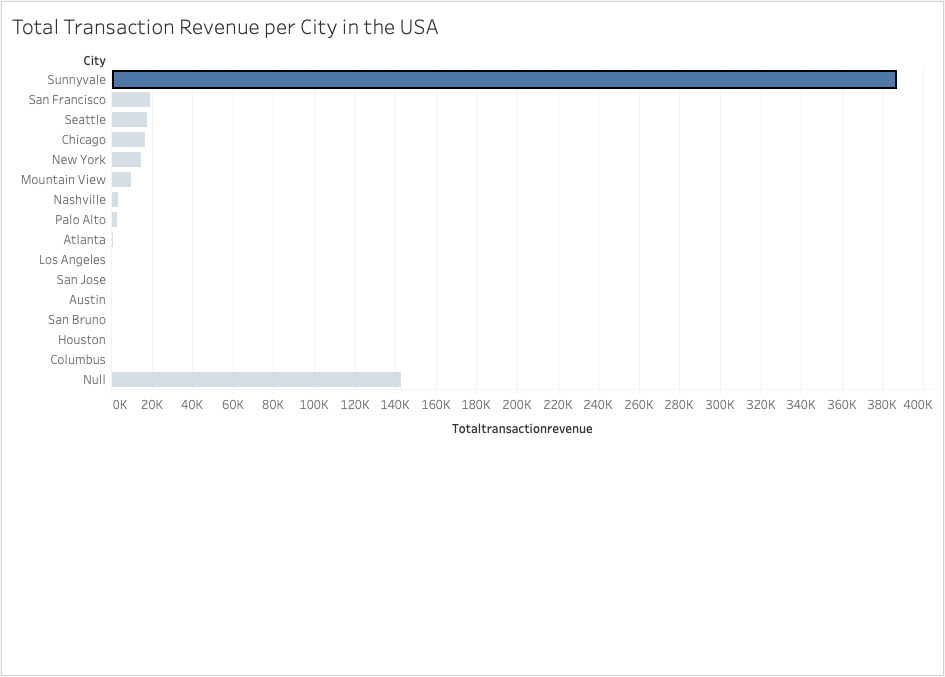 Total Transaction Revenue per City in the USA
City
Sunnyvale
San Francisco
Seattle
Chicago
New York
Mountain View
Nashville
Palo Alto
Atlanta
Los Angeles
San Jose
Austin
San Bruno
Houston
Columbus
Null
0K 20K 40K 60K 80K 100K 120K 140K 160K 180K 200K 220K 240K 260K 280K 300K 320K 340K 360K 380K 400K
Totaltransactionrevenue